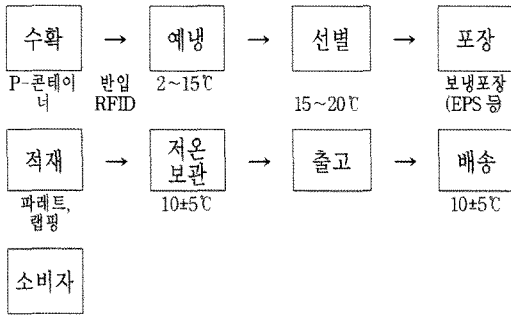 수확 → 예냉 → 선별 → 포장
P-콘테이너 반입 RFID 2~15℃ 15~20℃ 보냉포장 (EPS 등)
적재 → 저온 보관 → 출고 → 배송
파레트, 랩핑 10±5℃ 10±5℃
소비자